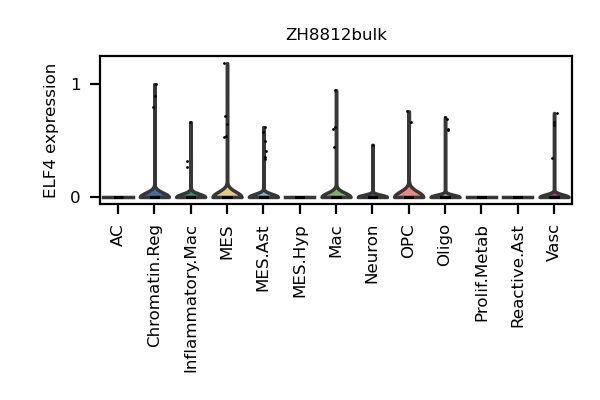 ZH8812bulk
ELF4 expression
1
0
AC
Chromatin.Reg
Inflammatory.Mac
MES
MES.Ast
MES.Hyp
Mac
Neuron
OPC
Oligo
Prolif.Metab
Reactive.Ast
Vasc